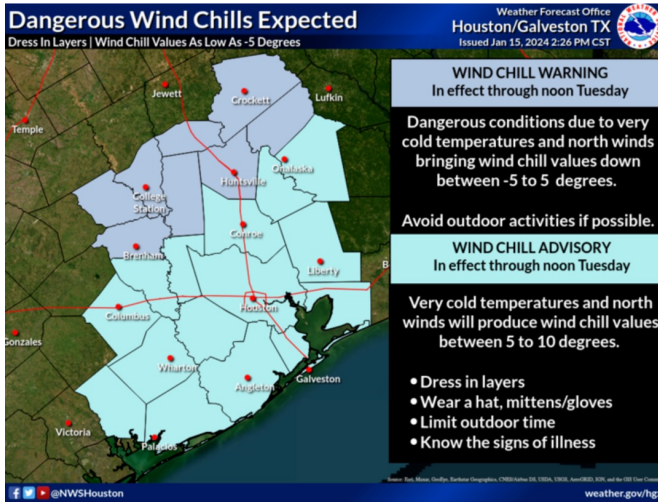 Dangerous Wind Chills Expected
Dress In Layers | Wind Chill Values As Low As -5 Degrees
Weather Forecast Office
Houston/Galveston TX
Issued Jan 15, 2024 2:26 PM CST
WIND CHILL WARNING
In effect through noon Tuesday
Dangerous conditions due to very
cold temperatures and north winds
bringing wind chill values down
between -5 to 5 degrees.
Avoid outdoor activities if possible.
WIND CHILL ADVISORY
In effect through noon Tuesday
Very cold temperatures and north
winds will produce wind chill values
between 5 to 10 degrees.
• Dress in layers
• Wear a hat, mittens/gloves
• Limit outdoor time
• Know the signs of illness
Jewett
Crockett
Lufkin
Temple
Onalaska
Huntsville
College
Station
Conroe
Brenham
Liberty
B
Houston
Columbus
Gonzales
Wharton
Galveston
Angleton
Victoria
Palacios
@NWSHouston
weather.gov/hg